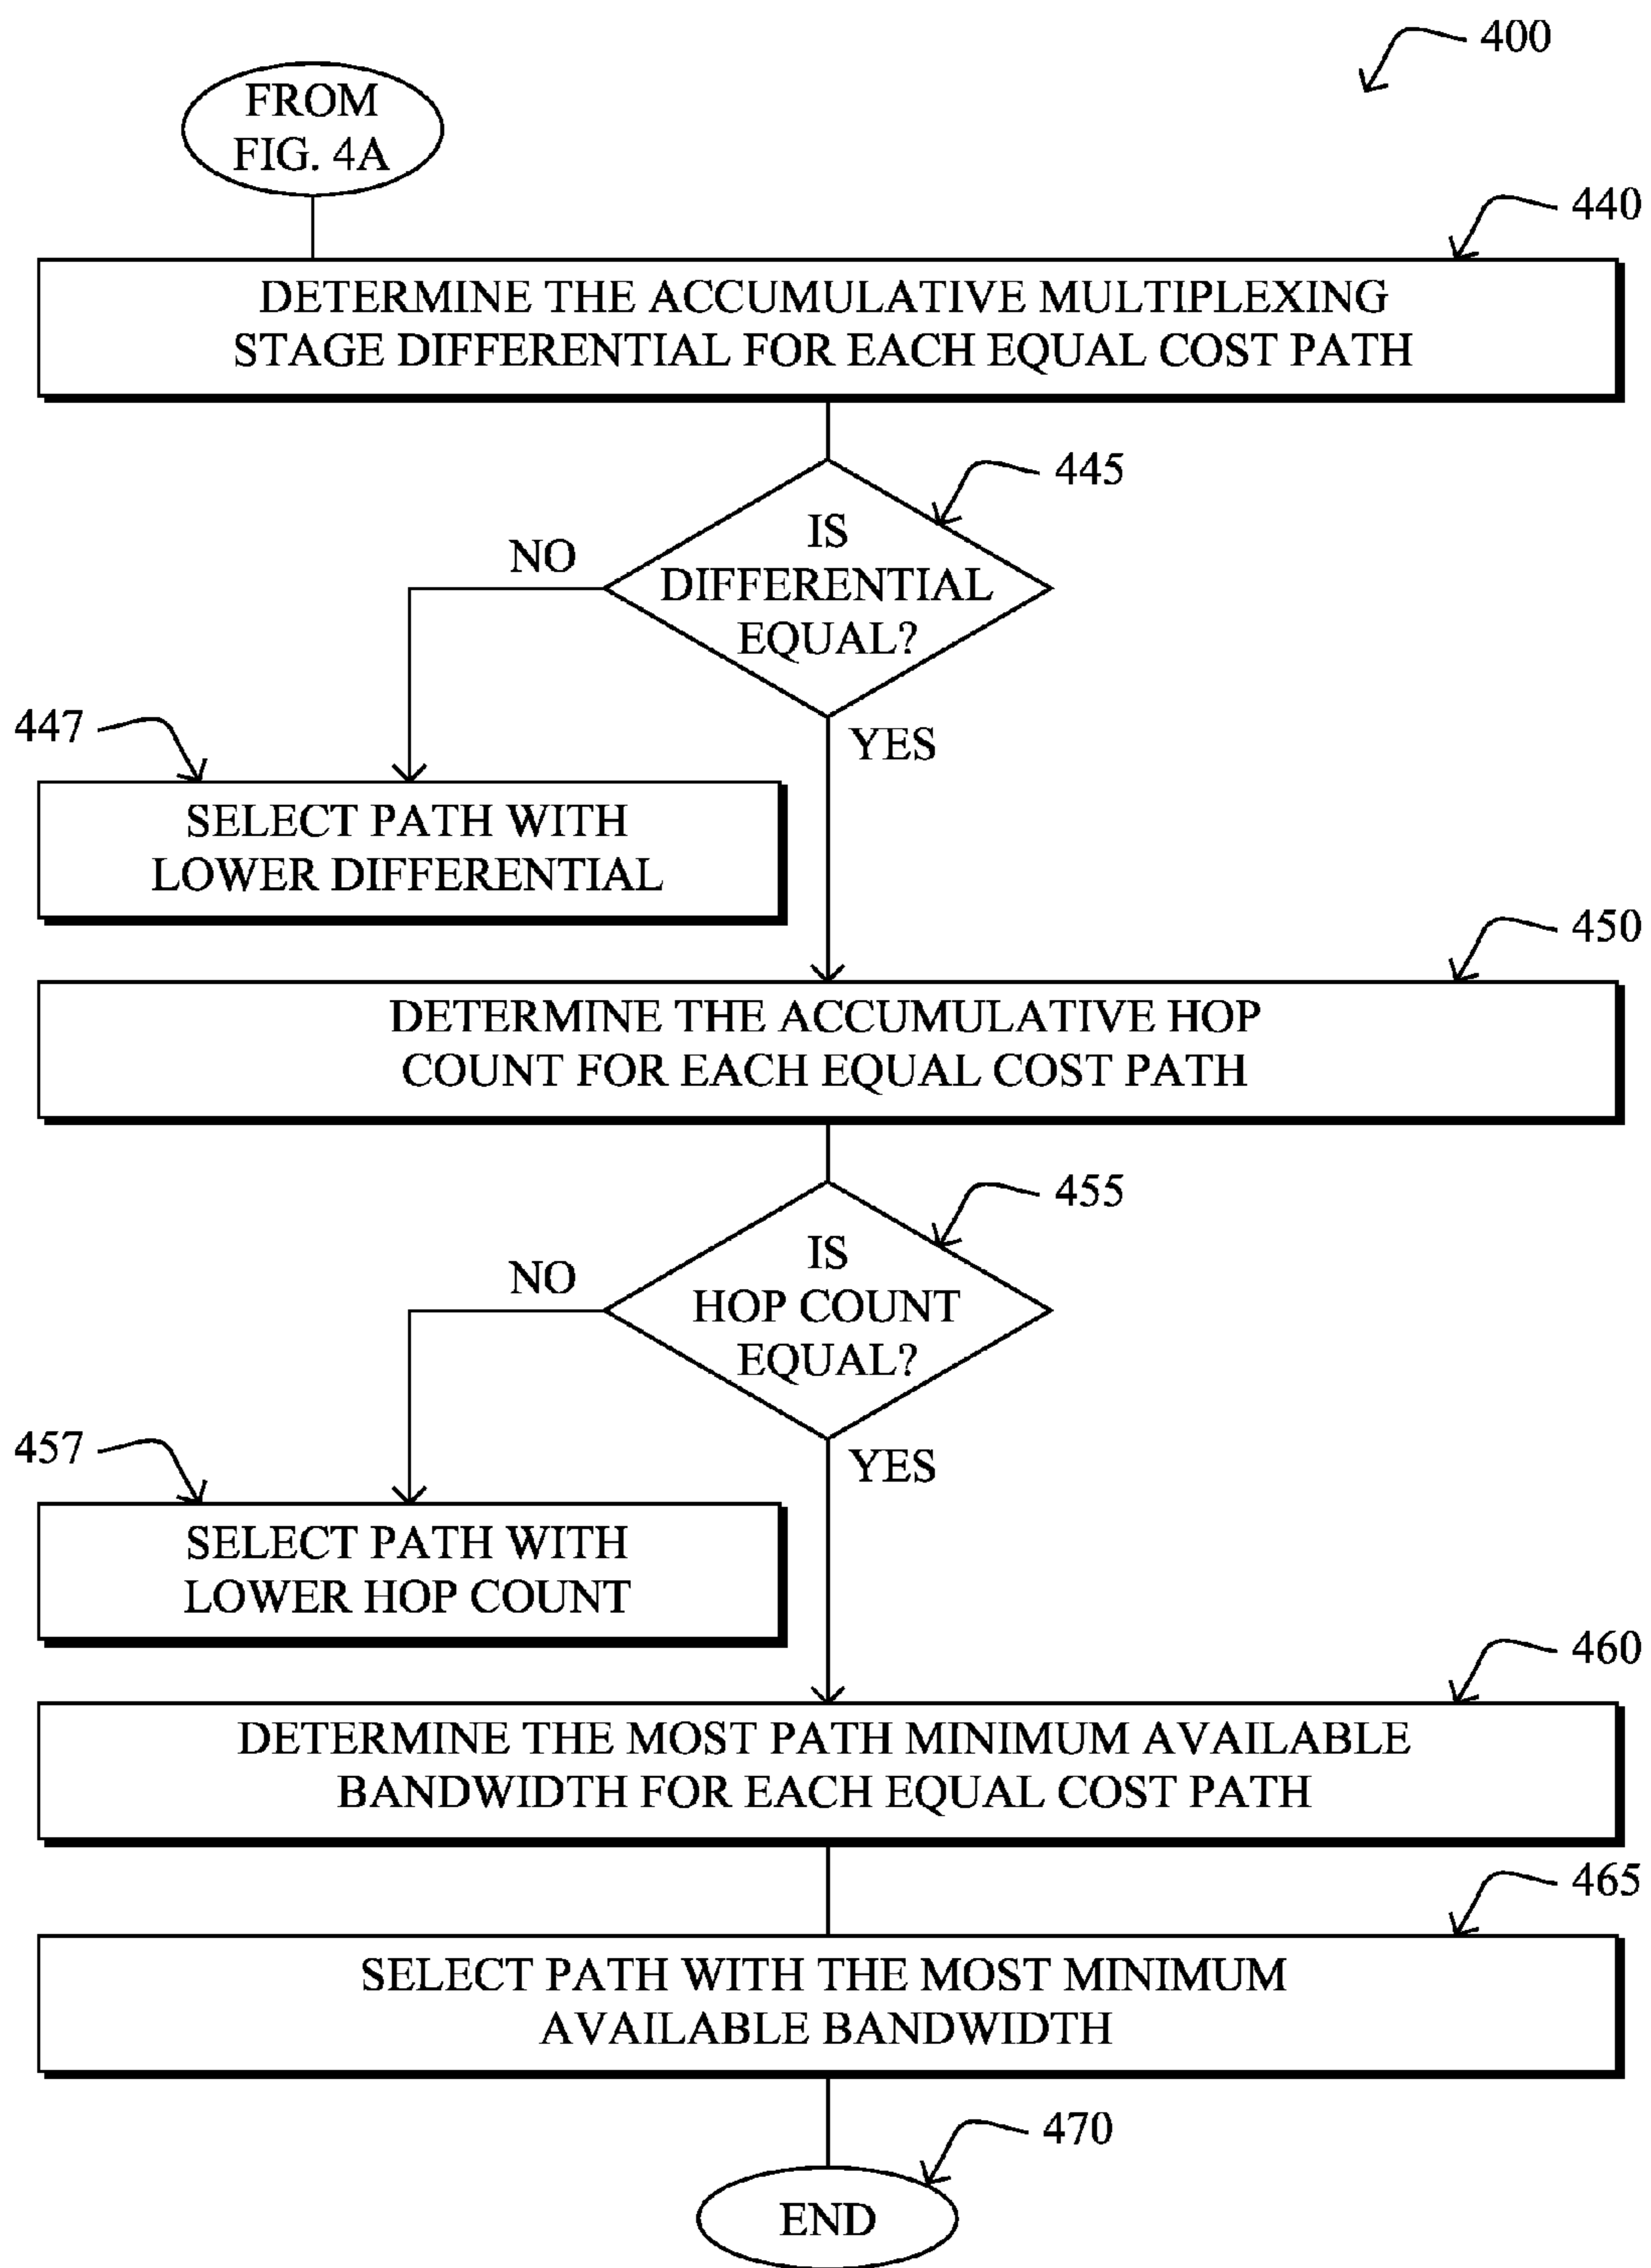 400
FROM
FIG. 4A
440
DETERMINE THE ACCUMULATIVE MULTIPLEXING
STAGE DIFFERENTIAL FOR EACH EQUAL COST PATH
445
IS
DIFFERENTIAL
EQUAL?
NO
YES
447
SELECT PATH WITH
LOWER DIFFERENTIAL
450
DETERMINE THE ACCUMULATIVE HOP
COUNT FOR EACH EQUAL COST PATH
455
IS
HOP COUNT
EQUAL?
NO
YES
457
SELECT PATH WITH
LOWER HOP COUNT
460
DETERMINE THE MOST PATH MINIMUM AVAILABLE
BANDWIDTH FOR EACH EQUAL COST PATH
465
SELECT PATH WITH THE MOST MINIMUM
AVAILABLE BANDWIDTH
470
END